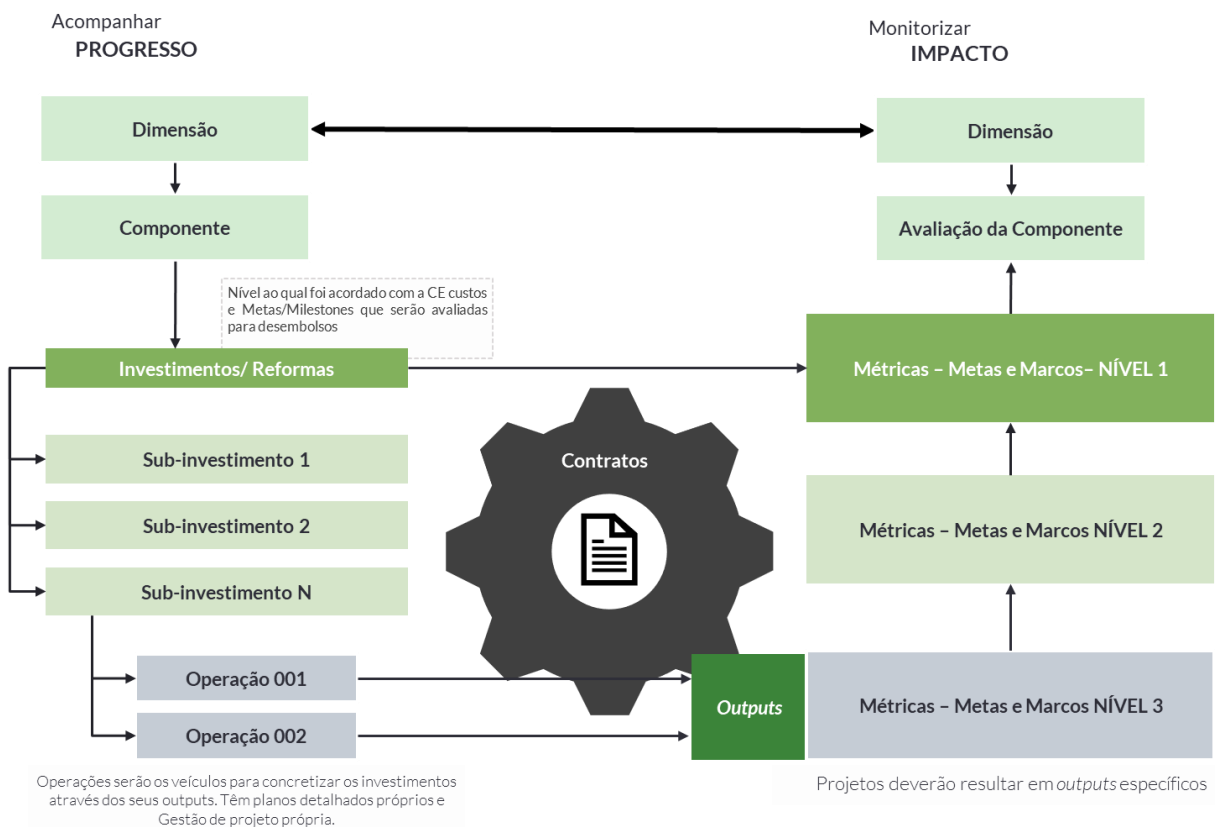 Acompanhar
PROGRESSO
Monitorizar
IMPACTO
Dimensão
Dimensão
Componente
Avaliação da Componente
Nível ao qual foi acordado com a CE custos
e Metas/Milestones que serão avaliadas
para desembolsos
Investimentos/ Reformas
Métricas – Metas e Marcos– NÍVEL 1
Sub-investimento 1
Contratos
Sub-investimento 2
Métricas – Metas e Marcos NÍVEL 2
Sub-investimento N
Operação 001
Outputs
Métricas – Metas e Marcos NÍVEL 3
Operação 002
Operações serão os veículos para concretizar os investimentos
através dos seus outputs. Têm planos detalhados próprios e
Gestão de projeto própria.
Projetos deverão resultar em outputs específicos